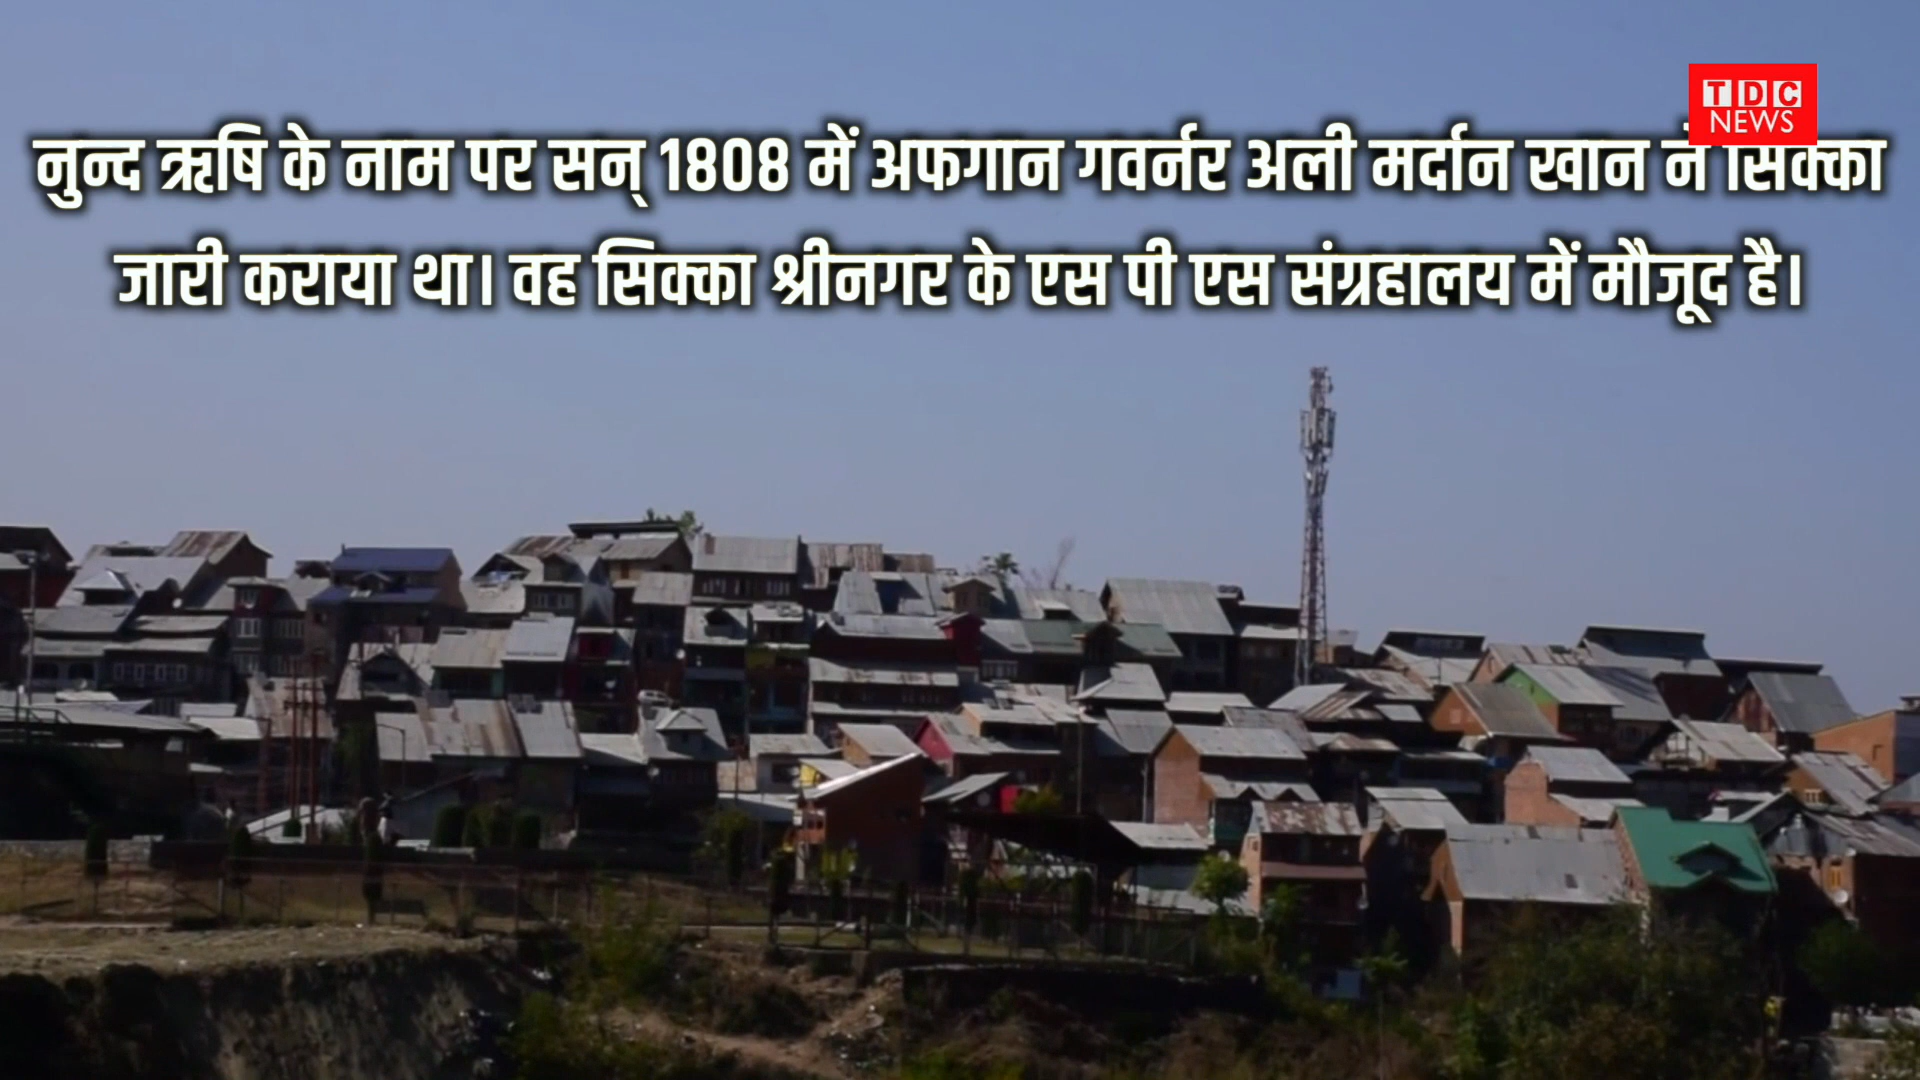 TDC
NEWS
नुन्द ऋषि के नाम पर सन् 1808 में अफगान गवर्नर अली मर्दान खान ने सिक्का
जारी कराया था। वह सिक्का श्रीनगर के एस पी एस संग्रहालय में मौजूद है।